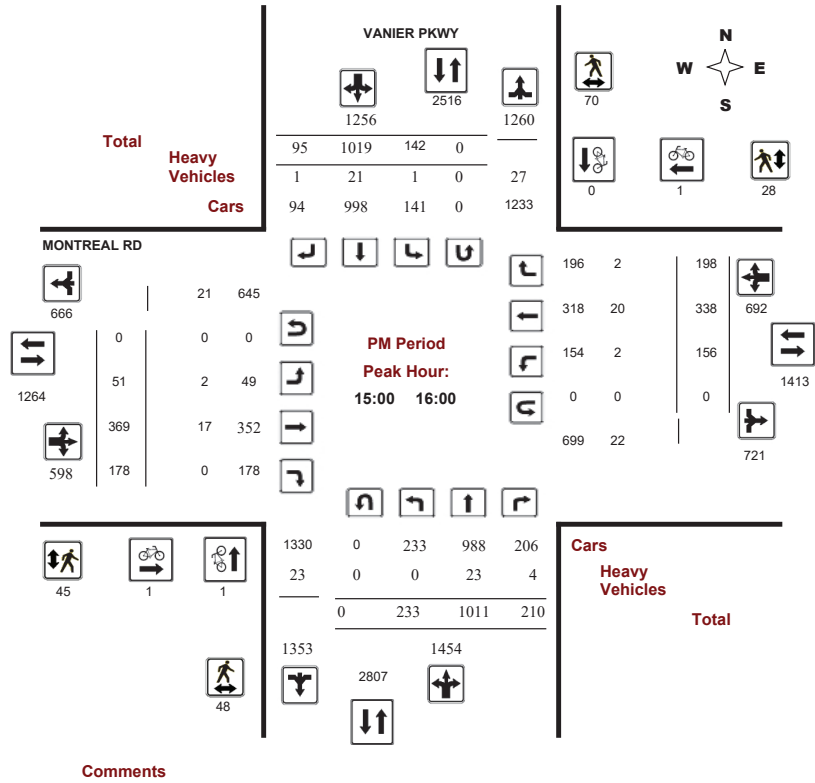 VANIER PKWY
N
W E
S
2516
70
1256 1260
Total 95 1019 142 0
Heavy
Vehicles 1 21 1 0 27
0 1 28
Cars 94 998 141 0 1233
MONTREAL RD
196 2 198
666 21 645
692
318 20 338
0 0 0
PM Period
154 2 156
Peak Hour:
1413
51 2 49
1264
15:00 16:00
0 0 0
369 17 352
699 22
721
598 178 0 178
1330 0 233 988 206 Cars
23 0 0 23 4 Heavy
Vehicles
45 1 1
0 233 1011 210 Total
1353 1454
2807
48
Comments